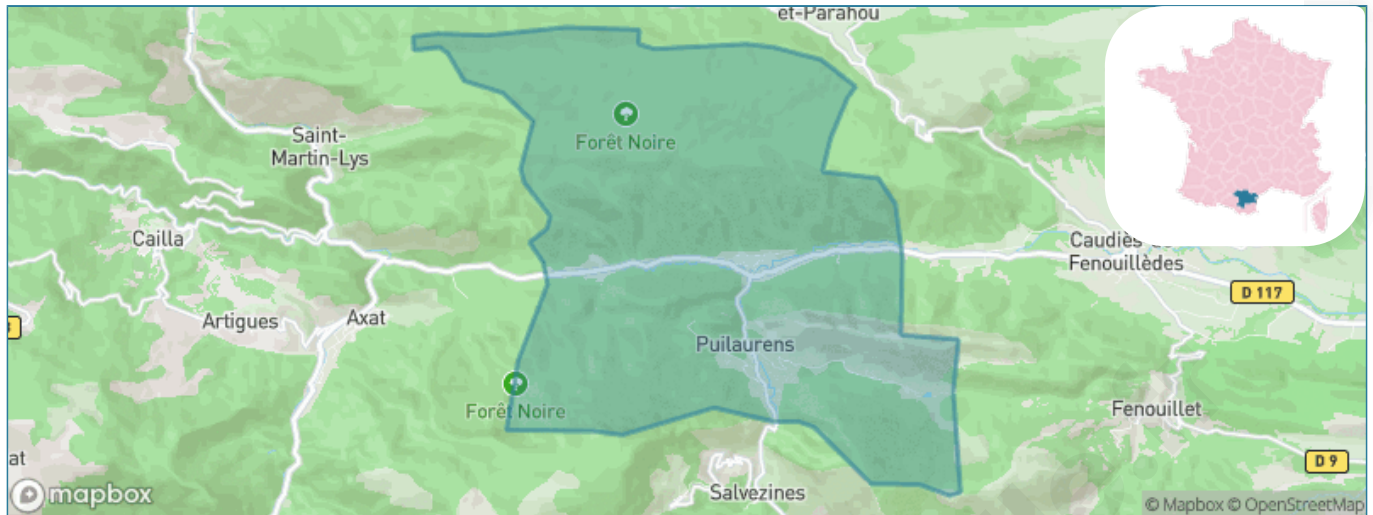 et-Parahou
Forêt Noire
Saint-
Martin-Lys
Cailla
Caudiès
Fenouillèdes
D 117
Artigues
Axat
Puilaurens
Forêt Noire
Fenouillet
at
D 9
Salvezines
mapbox
© Mapbox © OpenStreetMap